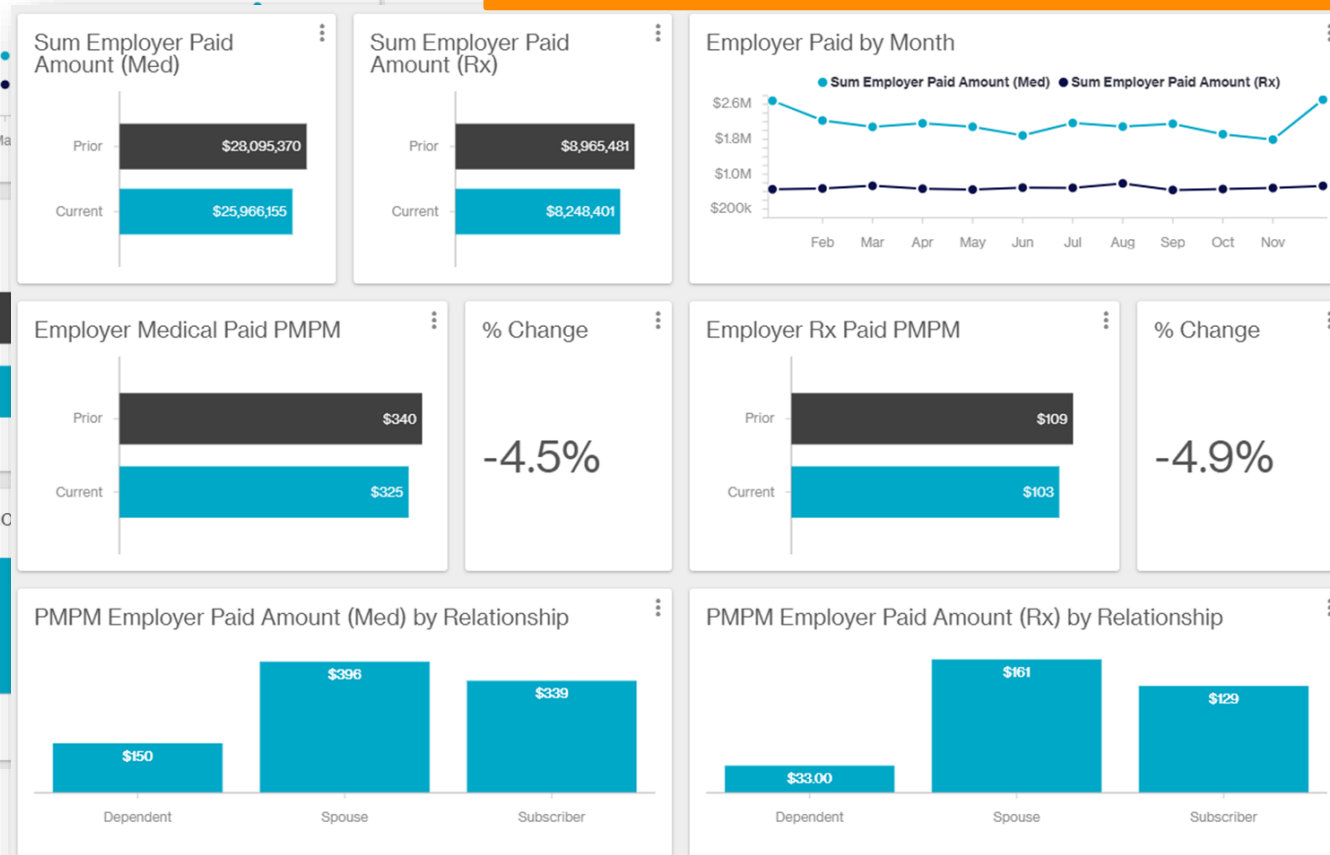 Sum Employer Paid
Amount (Med)
Prior
$28,095,370
Current
$25,966,155
Sum Employer Paid
Amount (Rx)
Prior
$8,965,481
Current
$8,248,401
Employer Paid by Month
Sum Employer Paid Amount (Med) Sum Employer Paid Amount (Rx)
$2.6M
$1.8M
$1.0M
$200k
Feb Mar Apr May Jun Jul Aug Sep Oct Nov
Employer Medical Paid PMPM
Prior
$340
Current
$325
% Change
-4.5%
Employer Rx Paid PMPM
Prior
$109
Current
$103
% Change
-4.9%
PMPM Employer Paid Amount (Med) by Relationship
$150
$396
$339
Dependent Spouse Subscriber
PMPM Employer Paid Amount (Rx) by Relationship
$33.00
$161
$129
Dependent Spouse Subscriber